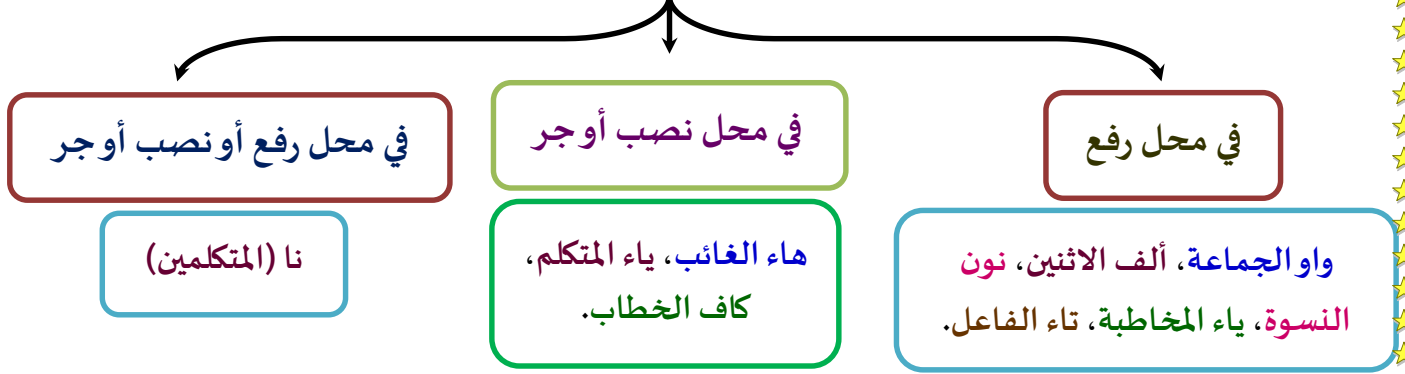 في محل رفع
واو الجماعة، ألف الاثنين، نون
النسوة، ياء المخاطبة، تاء الفاعل.
في محل نصب أو جر
هاء الغائب، ياء المتكلم،
كاف الخطاب.
في محل رفع أو نصب أو جر
نا (المتكلمين)